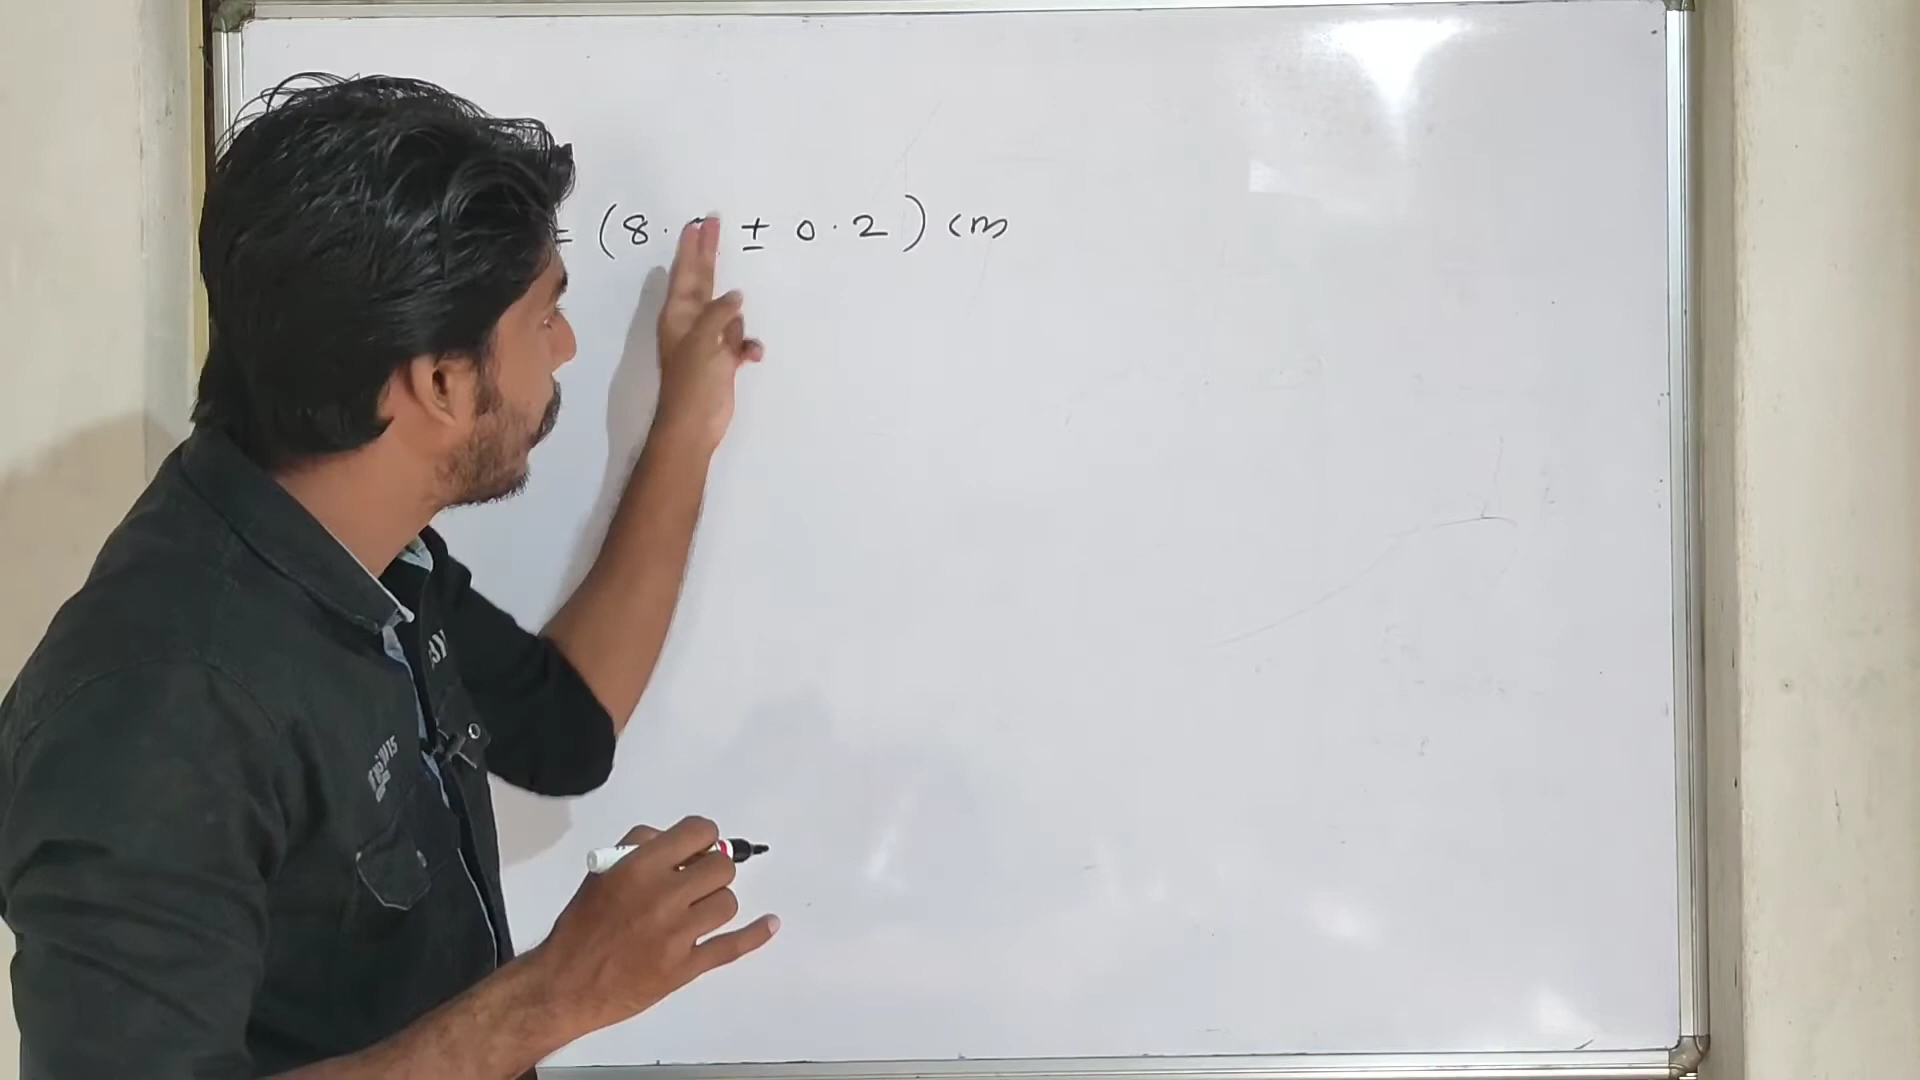 = (8. ± 0.2) cm